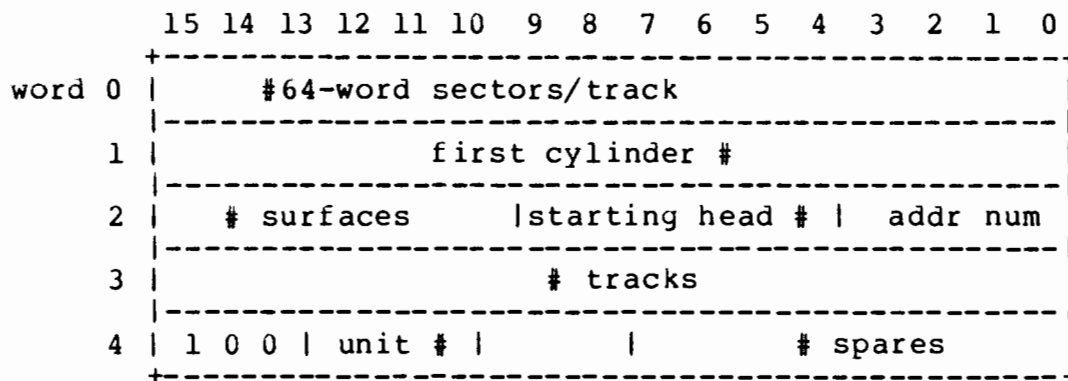 15 14 13 12 11 10 9 8 7 6 5 4 3 2 1 0
word 0 | #64-word sectors/track |
1 | first cylinder # |
2 | # surfaces |starting head # | addr num |
3 | # tracks |
4 | 1 0 0 | unit # | | # spares |